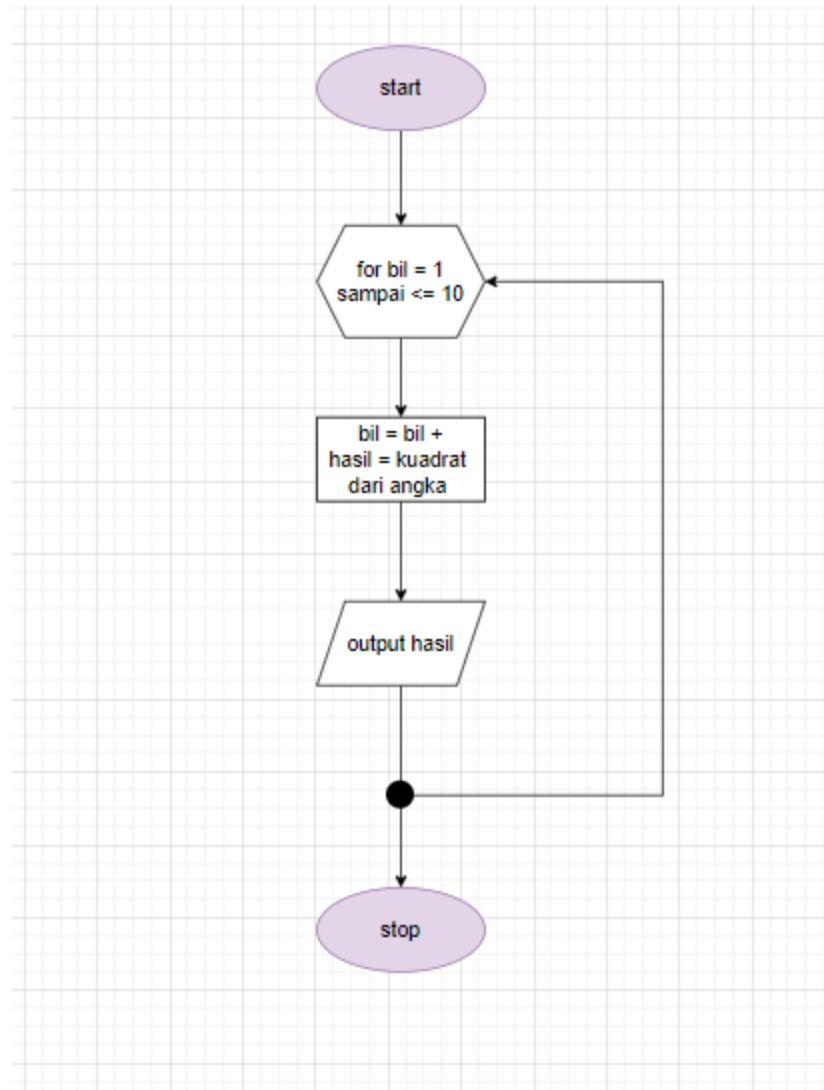 start
for bil = 1
sampai <= 10
bil = bil +
hasil = kuadrat
dari angka
output hasil
stop